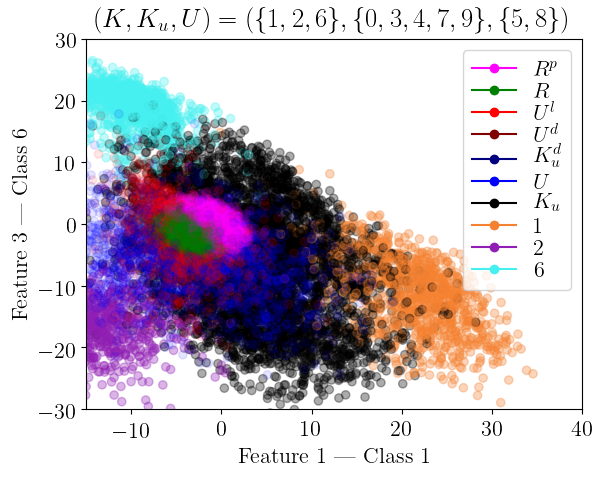 (K, K_u, U) = ({1, 2, 6}, {0, 3, 4, 7, 9}, {5, 8})
30
20
10
0
−10
−20
−30
Feature 3 — Class 6
R^p
R
U^l
U^d
K_u^d
U
K_u
1
2
6
−10
0
10
20
30
40
Feature 1 — Class 1